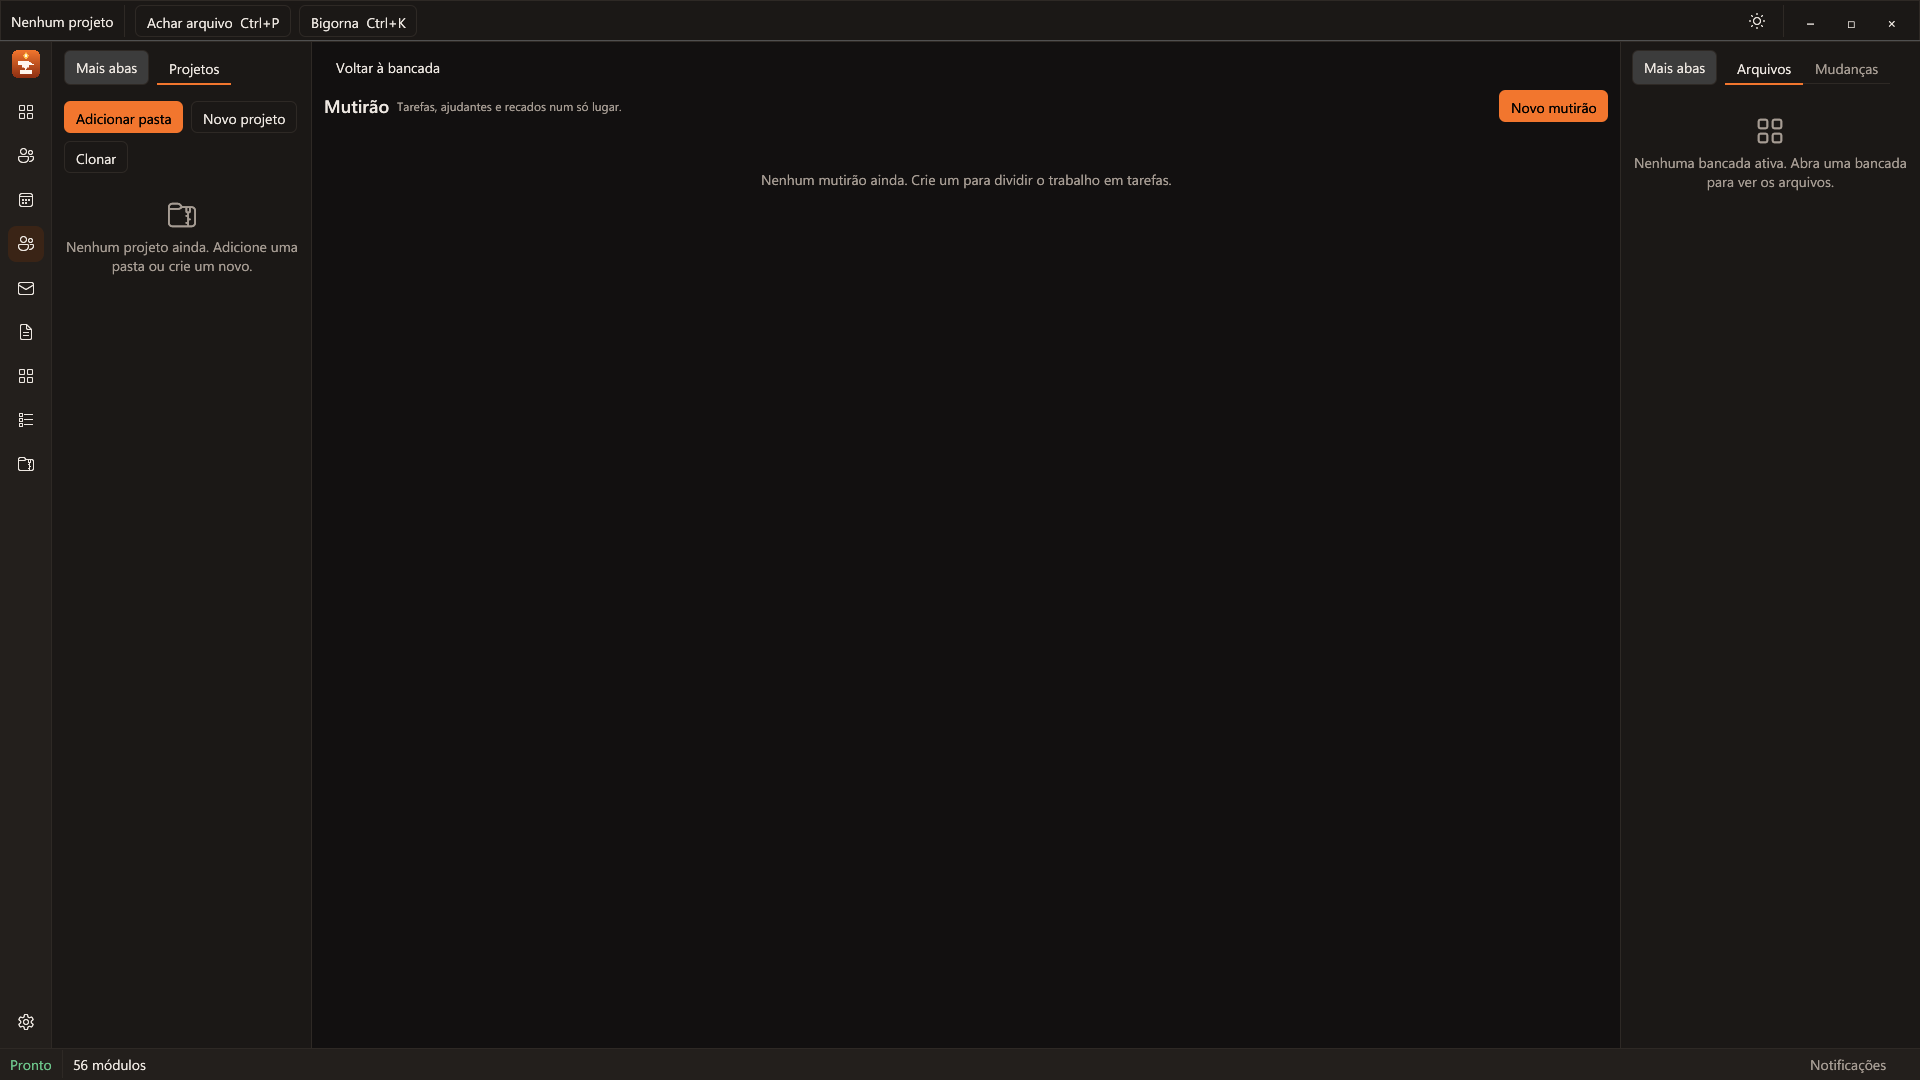 Nenhum projeto
Achar arquivo Ctrl+P
Bigorna Ctrl+K
Mais abas
Projetos
Adicionar pasta
Novo projeto
Clonar
Nenhum projeto ainda. Adicione uma
pasta ou crie um novo.
Voltar à bancada
Mutirão Tarefas, ajudantes e recados num só lugar.
Novo mutirão
Nenhum mutirão ainda. Crie um para dividir o trabalho em tarefas.
Mais abas
Arquivos
Mudanças
Nenhuma bancada ativa. Abra uma bancada
para ver os arquivos.
Pronto
56 módulos
Notificações